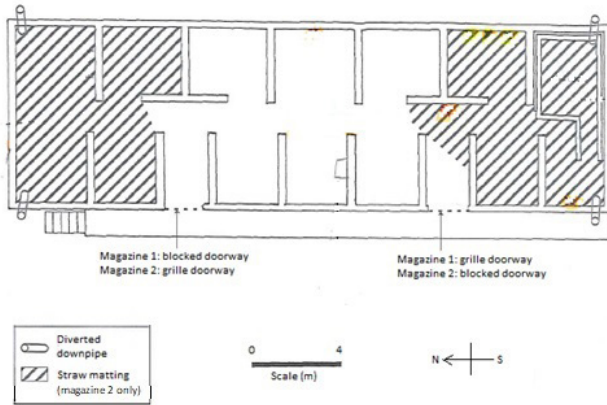 Magazine 1: blocked doorway
Magazine 2: grille doorway
Magazine 1: grille doorway
Magazine 2: blocked doorway
Diverted
downpipe
Straw matting
(magazine 2 only)
0 4
Scale (m)
N S